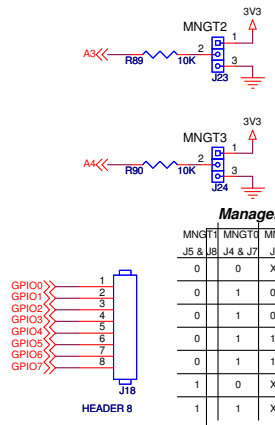 3V3
MNGT2
1
A3
2
R89
10K
3
J23
3V3
MNGT3
1
A4
2
R90
10K
3
J24
Manage
MNGT1 MNGT0 M
J5 & J8 J4 & J7 J
0 0 X
0 1 0
0 1 0
0 1 1
0 1 1
1 0 X
1 1 X
GPIO0 1
GPIO1 2
GPIO2 3
GPIO3 4
GPIO4 5
GPIO5 6
GPIO6 7
GPIO7 8
J18
HEADER 8